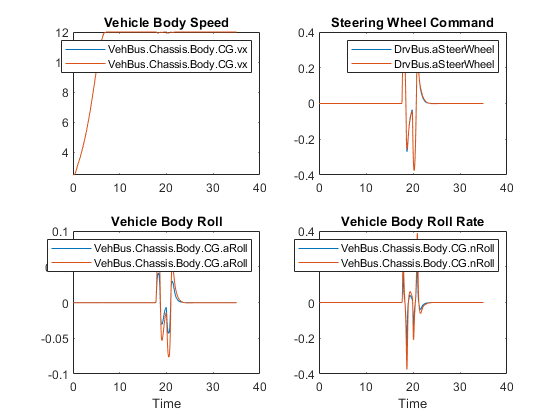 Vehicle Body Speed
12
10
8
6
4
VehBus.Chassis.Body.CG.vx
VehBus.Chassis.Body.CG.vx
0
10
20
30
40
Steering Wheel Command
0.4
0.2
0
-0.2
-0.4
DrvBus.aSteerWheel
DrvBus.aSteerWheel
0
10
20
30
40
Vehicle Body Roll
0.1
0
-0.05
-0.1
VehBus.Chassis.Body.CG.aRoll
VehBus.Chassis.Body.CG.aRoll
0
10
20
30
40
Time
Vehicle Body Roll Rate
0.4
0
-0.2
-0.4
VehBus.Chassis.Body.CG.nRoll
VehBus.Chassis.Body.CG.nRoll
0
10
20
30
40
Time